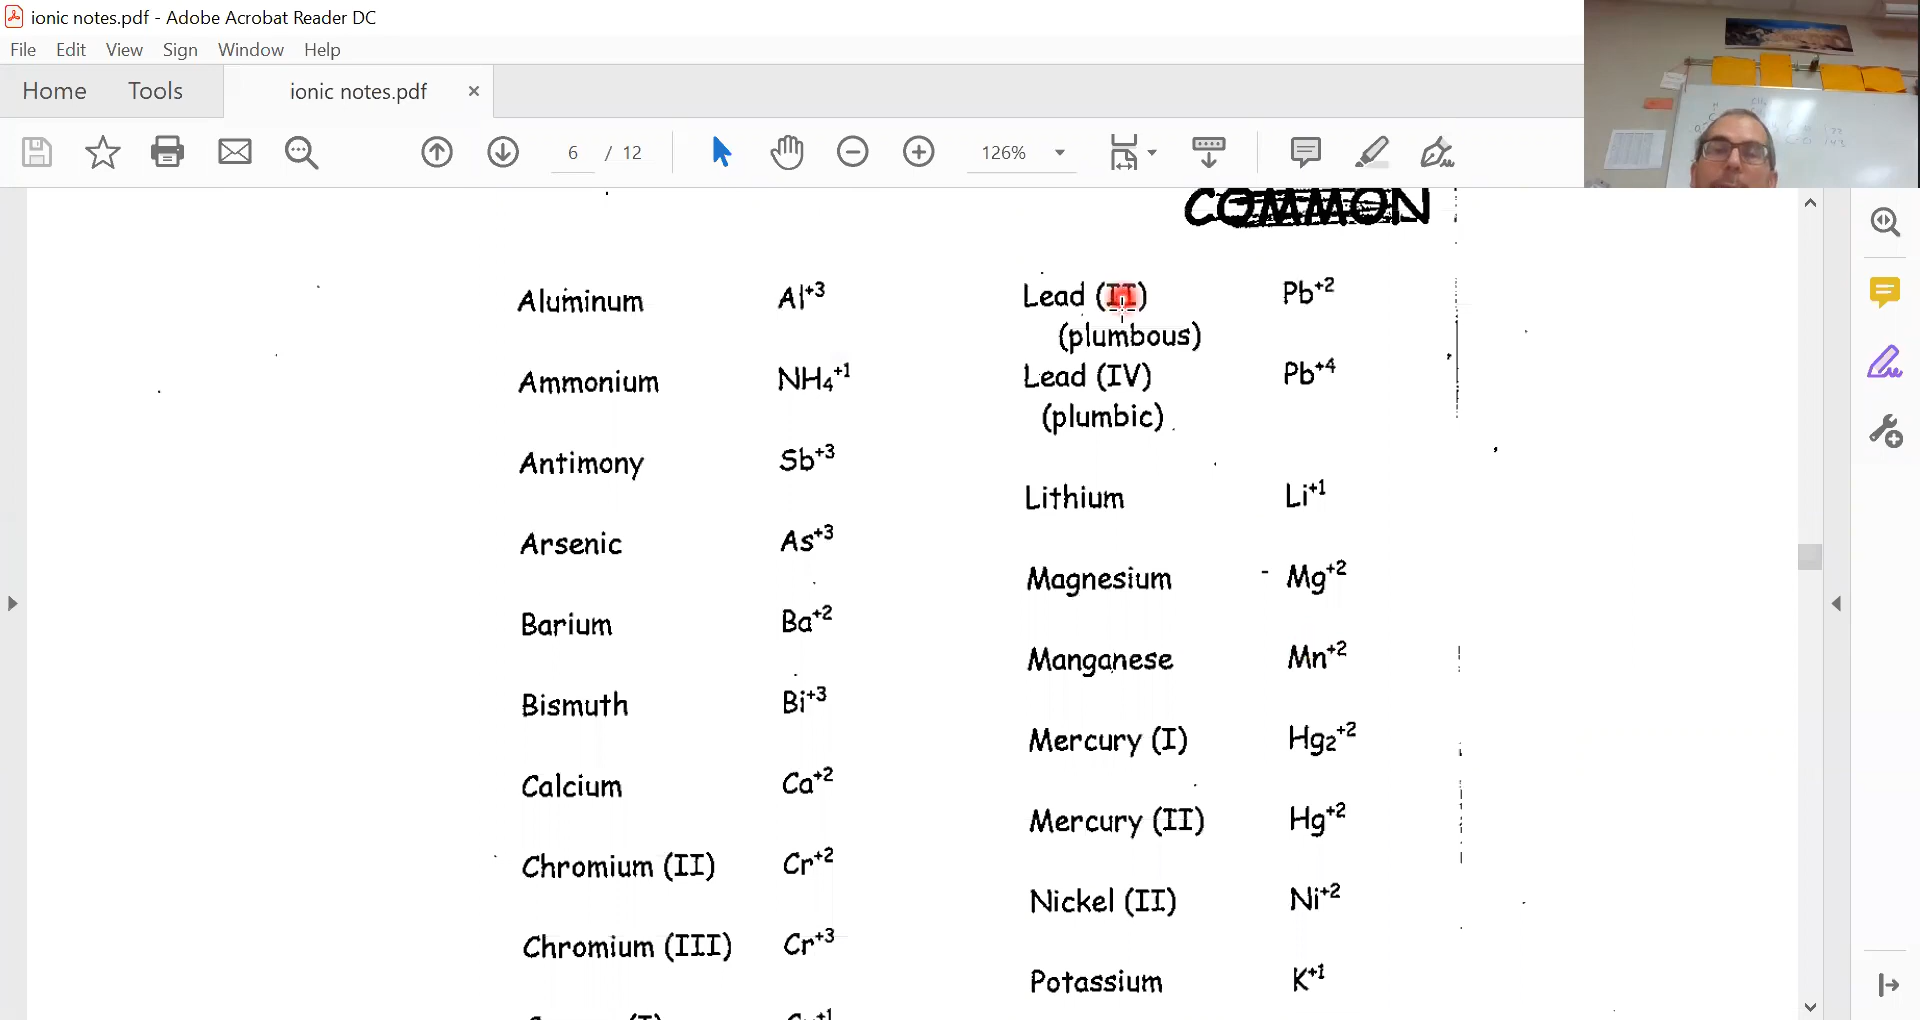 ionic notes.pdf - Adobe Acrobat Reader DC
File Edit View Sign Window Help
Home Tools ionic notes.pdf ×
6 / 12 126%
COMMON
Aluminum Al+3
Ammonium NH4+1
Antimony Sb+3
Arsenic As+3
Barium Ba+2
Bismuth Bi+3
Calcium Ca+2
Chromium (II) Cr+2
Chromium (III) Cr+3
Lead (II) Pb+2
(plumbous)
Lead (IV) Pb+4
(plumbic)
Lithium Li+1
Magnesium - Mg+2
Manganese Mn+2
Mercury (I) Hg2+2
Mercury (II) Hg+2
Nickel (II) Ni+2
Potassium K+1